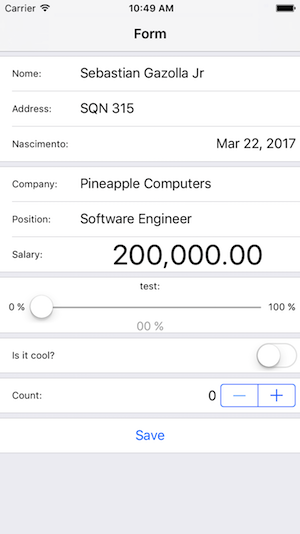 Carrier 10:49 AM
Form
Nome: Sebastian Gazolla Jr
Address: SQN 315
Nascimento: Mar 22, 2017
Company: Pineapple Computers
Position: Software Engineer
Salary: 200,000.00
test:
0 % 100 %
00 %
Is it cool?
Count: 0 − +
Save